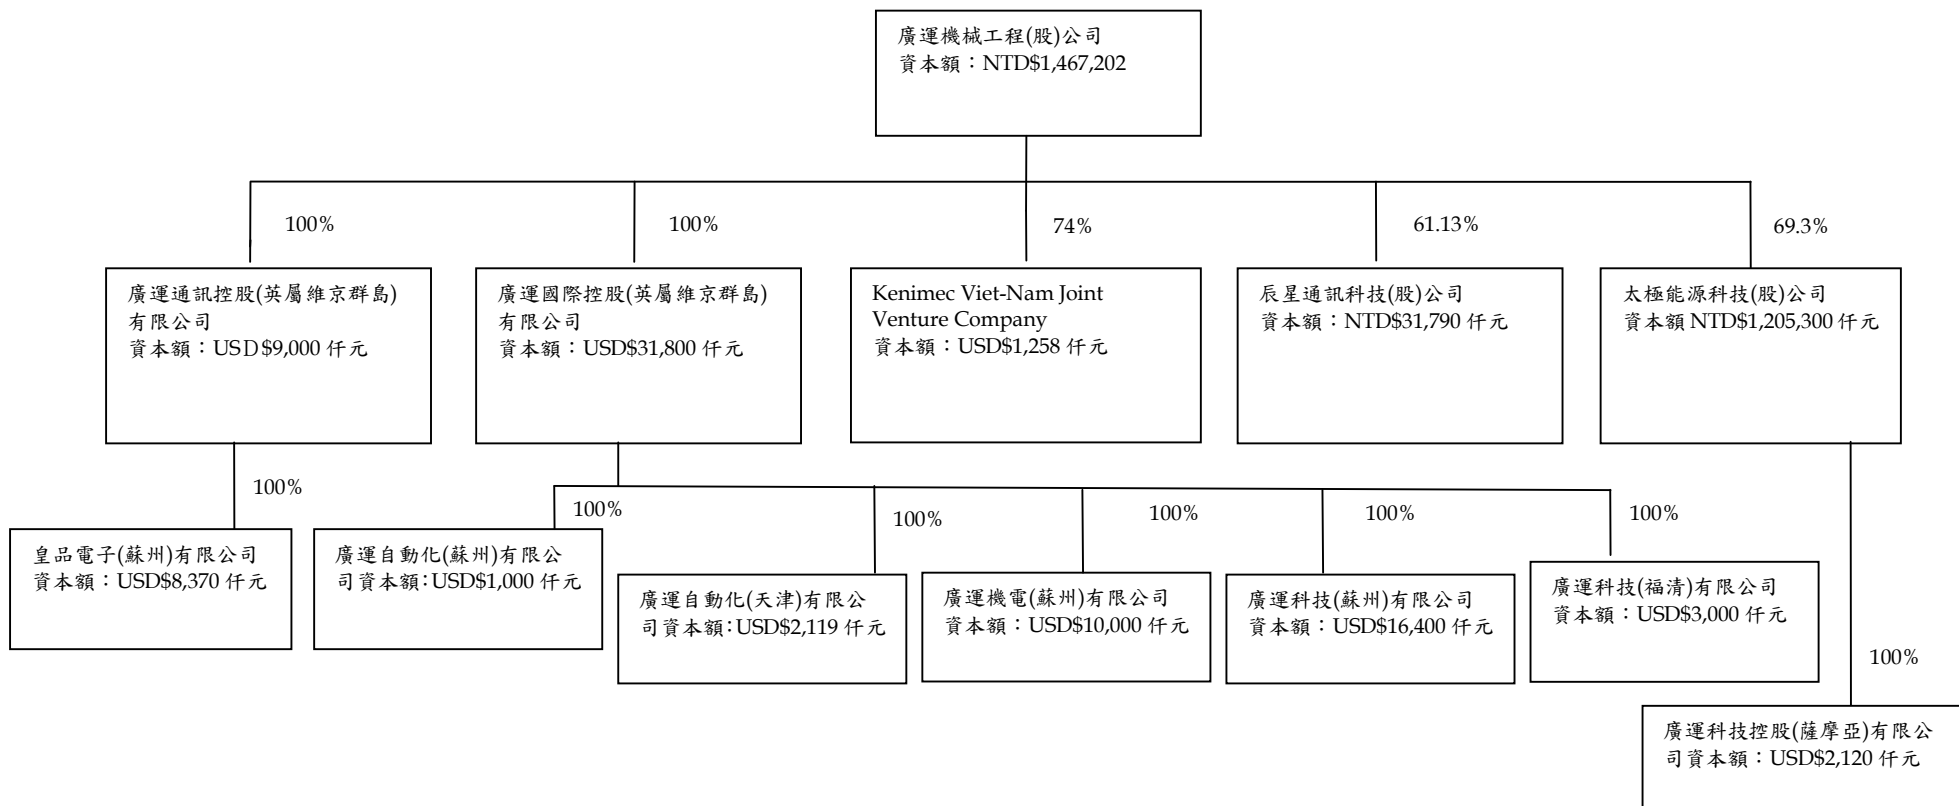 廣運機械工程(股)公司
資本額：NTD$1,467,202
100%
100%
74%
61.13%
69.3%
廣運通訊控股(英屬維京群島)
有限公司
資本額：USD$9,000 仟元
廣運國際控股(英屬維京群島)
有限公司
資本額：USD$31,800 仟元
Kenimec Viet-Nam Joint
Venture Company
資本額：USD$1,258 仟元
辰星通訊科技(股)公司
資本額：NTD$31,790 仟元
太極能源科技(股)公司
資本額 NTD$1,205,300仟元
100%
100%
100%
100%
100%
100%
皇品電子(蘇州)有限公司
資本額：USD$8,370 仟元
廣運自動化(蘇州)有限公
司資本額:USD$1,000 仟元
廣運自動化(天津)有限公
司資本額:USD$2,119 仟元
廣運機電(蘇州)有限公司
資本額：USD$10,000 仟元
廣運科技(蘇州)有限公司
資本額：USD$16,400 仟元
廣運科技(福清)有限公司
資本額：USD$3,000 仟元
100%
廣運科技控股(薩摩亞)有限公
司資本額：USD$2,120 仟元